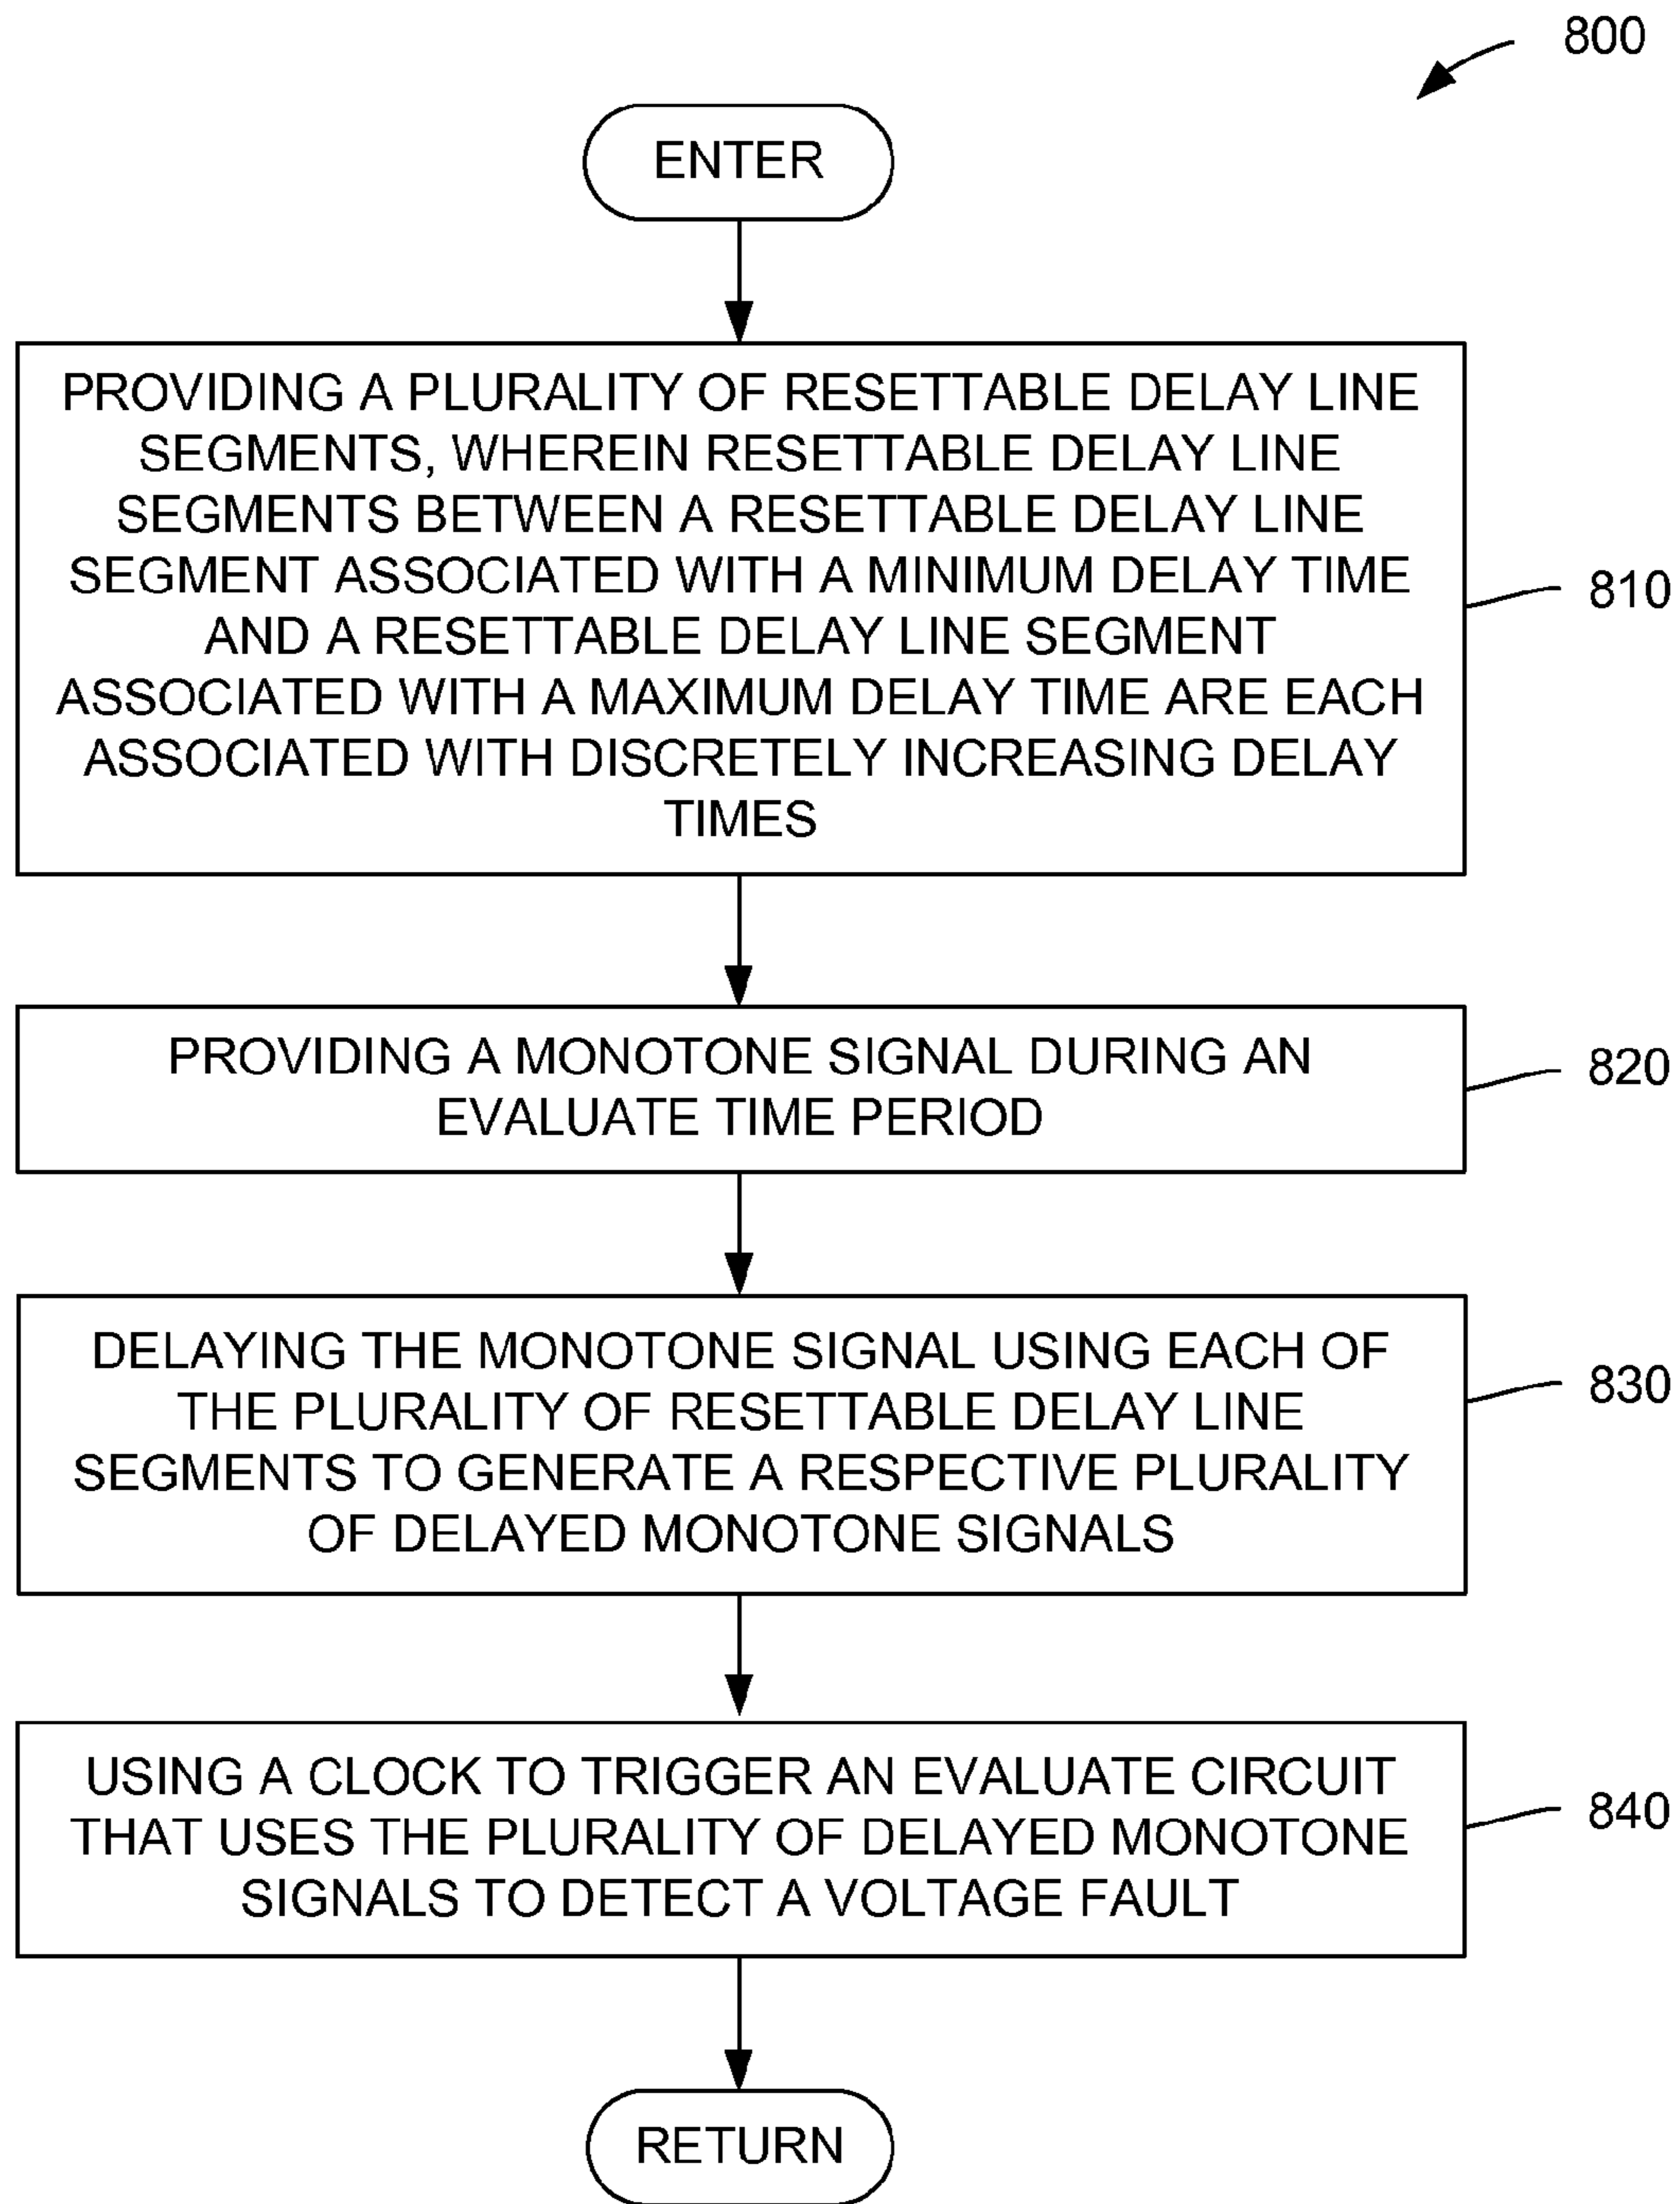 800
ENTER
PROVIDING A PLURALITY OF RESETTABLE DELAY LINE
SEGMENTS, WHEREIN RESETTABLE DELAY LINE
SEGMENTS BETWEEN A RESETTABLE DELAY LINE
SEGMENT ASSOCIATED WITH A MINIMUM DELAY TIME
AND A RESETTABLE DELAY LINE SEGMENT
ASSOCIATED WITH A MAXIMUM DELAY TIME ARE EACH
ASSOCIATED WITH DISCRETELY INCREASING DELAY
TIMES
810
PROVIDING A MONOTONE SIGNAL DURING AN
EVALUATE TIME PERIOD
820
DELAYING THE MONOTONE SIGNAL USING EACH OF
THE PLURALITY OF RESETTABLE DELAY LINE
SEGMENTS TO GENERATE A RESPECTIVE PLURALITY
OF DELAYED MONOTONE SIGNALS
830
USING A CLOCK TO TRIGGER AN EVALUATE CIRCUIT
THAT USES THE PLURALITY OF DELAYED MONOTONE
SIGNALS TO DETECT A VOLTAGE FAULT
840
RETURN